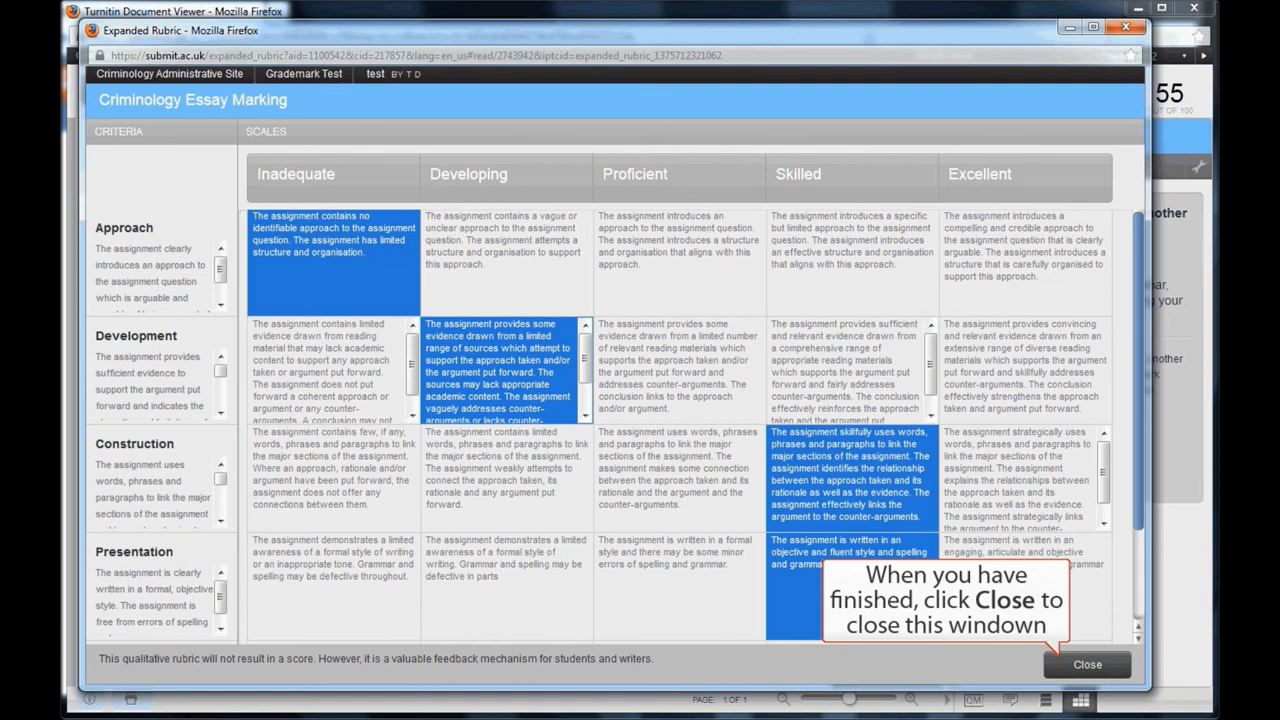 Turnitin Document Viewer - Mozilla Firefox
Expanded Rubric - Mozilla Firefox
https://submit.ac.uk/expanded_rubric?aid=1100542&cid=217857&lang=en_us#read/2743942&iptcid=expanded_rubric_1375712321062
Criminology Administrative Site
Grademark Test
test BY T D
55
OUT OF 100
Criminology Essay Marking
CRITERIA
SCALES
Inadequate
Developing
Proficient
Skilled
Excellent
Approach
The assignment clearly
introduces an approach to
the assignment question
which is arguable and
The assignment contains no
identifiable approach to the assignment
question. The assignment has limited
structure and organisation.
The assignment contains a vague or
unclear approach to the assignment
question. The assignment attempts a
structure and organisation to support
this approach.
The assignment introduces an
approach to the assignment question.
The assignment introduces a structure
and organisation that aligns with this
approach.
The assignment introduces a specific
but limited approach to the assignment
question. The assignment introduces
an effective structure and organisation
that aligns with this approach.
The assignment introduces a
compelling and credible approach to
the assignment question that is clearly
arguable. The assignment introduces a
structure that is carefully organised to
support this approach.
Development
The assignment provides
sufficient evidence to
support the argument put
forward and indicates the
The assignment contains limited
evidence drawn from reading
material that may lack academic
content to support any approach
taken or argument put forward.
The assignment does not put
forward a coherent approach or
argument or any counter-
arguments. A conclusion may not
The assignment provides some
evidence drawn from a limited
range of sources which attempt to
support the approach taken and/or
the argument put forward. The
sources may lack appropriate
academic content. The assignment
vaguely addresses counter-
arguments or lacks counter-
The assignment provides some
evidence drawn from a limited number
of relevant reading materials which
supports the approach taken and/or
the argument put forward and/or
addresses counter-arguments. The
conclusion links to the approach
and/or argument.
The assignment provides sufficient
and relevant evidence drawn from
a comprehensive range of
appropriate reading materials
which supports the argument put
forward and fairly addresses
counter-arguments. The conclusion
effectively reinforces the approach
taken and the argument put
The assignment provides convincing
and relevant evidence drawn from an
extensive range of diverse reading
materials which supports the argument
put forward and skilfully addresses
counter-arguments. The conclusion
effectively strengthens the approach
taken and argument put forward.
Construction
The assignment uses
words, phrases and
paragraphs to link the major
sections of the assignment
The assignment contains few, if any,
words, phrases and paragraphs to link
the major sections of the assignment.
Where an approach, rationale and/or
argument have been put forward, the
assignment does not offer any
connections between them.
The assignment contains limited
words, phrases and paragraphs to link
the major sections of the assignment.
The assignment weakly attempts to
connect the approach taken, its
rationale and any argument put
forward.
The assignment uses words, phrases
and paragraphs to link the major
sections of the assignment. The
assignment makes some connection
between the approach taken and its
rationale and the argument and the
counter-arguments.
The assignment skilfully uses words,
phrases and paragraphs to link the
major sections of the assignment. The
assignment identifies the relationship
between the approach taken and its
rationale as well as the evidence. The
assignment effectively links the
argument to the counter-arguments.
The assignment strategically uses
words, phrases and paragraphs to
link the major sections of the
assignment. The assignment
explains the relationships between
the approach taken and its
rationale as well as the evidence.
The assignment strategically links
the argument to the counter-
Presentation
The assignment is clearly
written in a formal, objective
style. The assignment is
free from errors of spelling
The assignment demonstrates a limited
awareness of a formal style of writing
or an inappropriate tone. Grammar and
spelling may be defective throughout.
The assignment demonstrates a limited
awareness of a formal style of
writing. Grammar and spelling may be
defective in parts
The assignment is written in a formal
style and there may be some minor
errors of spelling and grammar.
The assignment is written in an
objective and fluent style and spelling
and gramma
The assignment is written in an
engaging, articulate and objective
grammar
When you have
finished, click Close to
close this windown
This qualitative rubric will not result in a score. However, it is a valuable feedback mechanism for students and writers.
Close
PAGE: 1 OF 1
QM